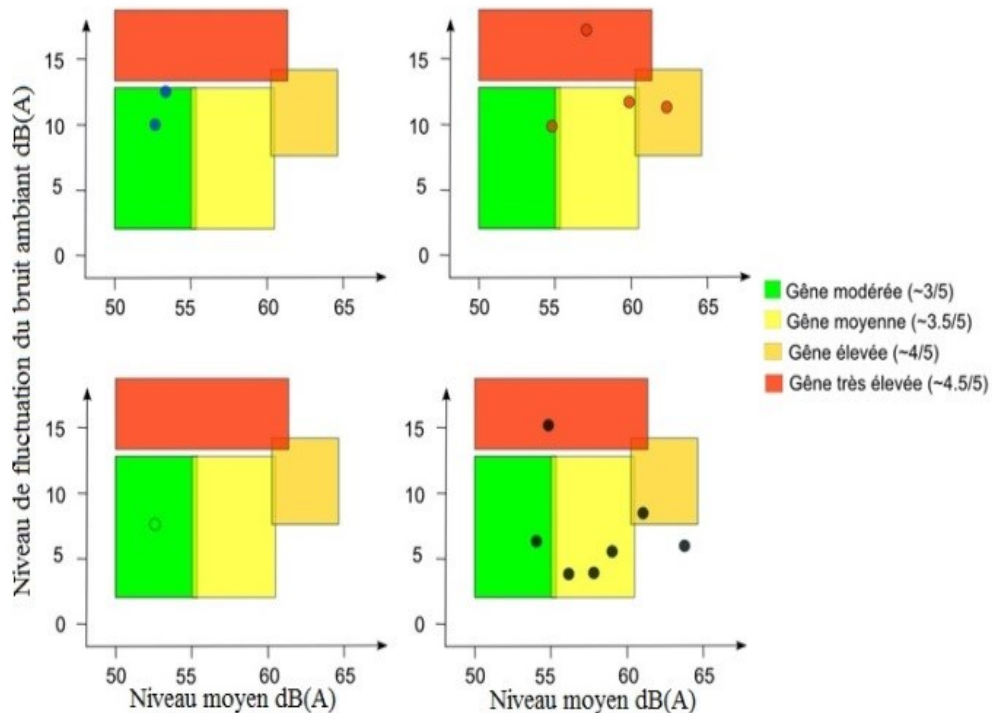 Niveau de fluctuation du bruit ambiant dB(A)
15
10
5
0
50 55 60 65
15
10
5
0
50 55 60 65
Gêne modérée (~3/5)
Gêne moyenne (~3.5/5)
Gêne élevée (~4/5)
Gêne très élevée (~4.5/5)
15
10
5
0
50 55 60 65
Niveau moyen dB(A)
15
10
5
0
50 55 60 65
Niveau moyen dB(A)